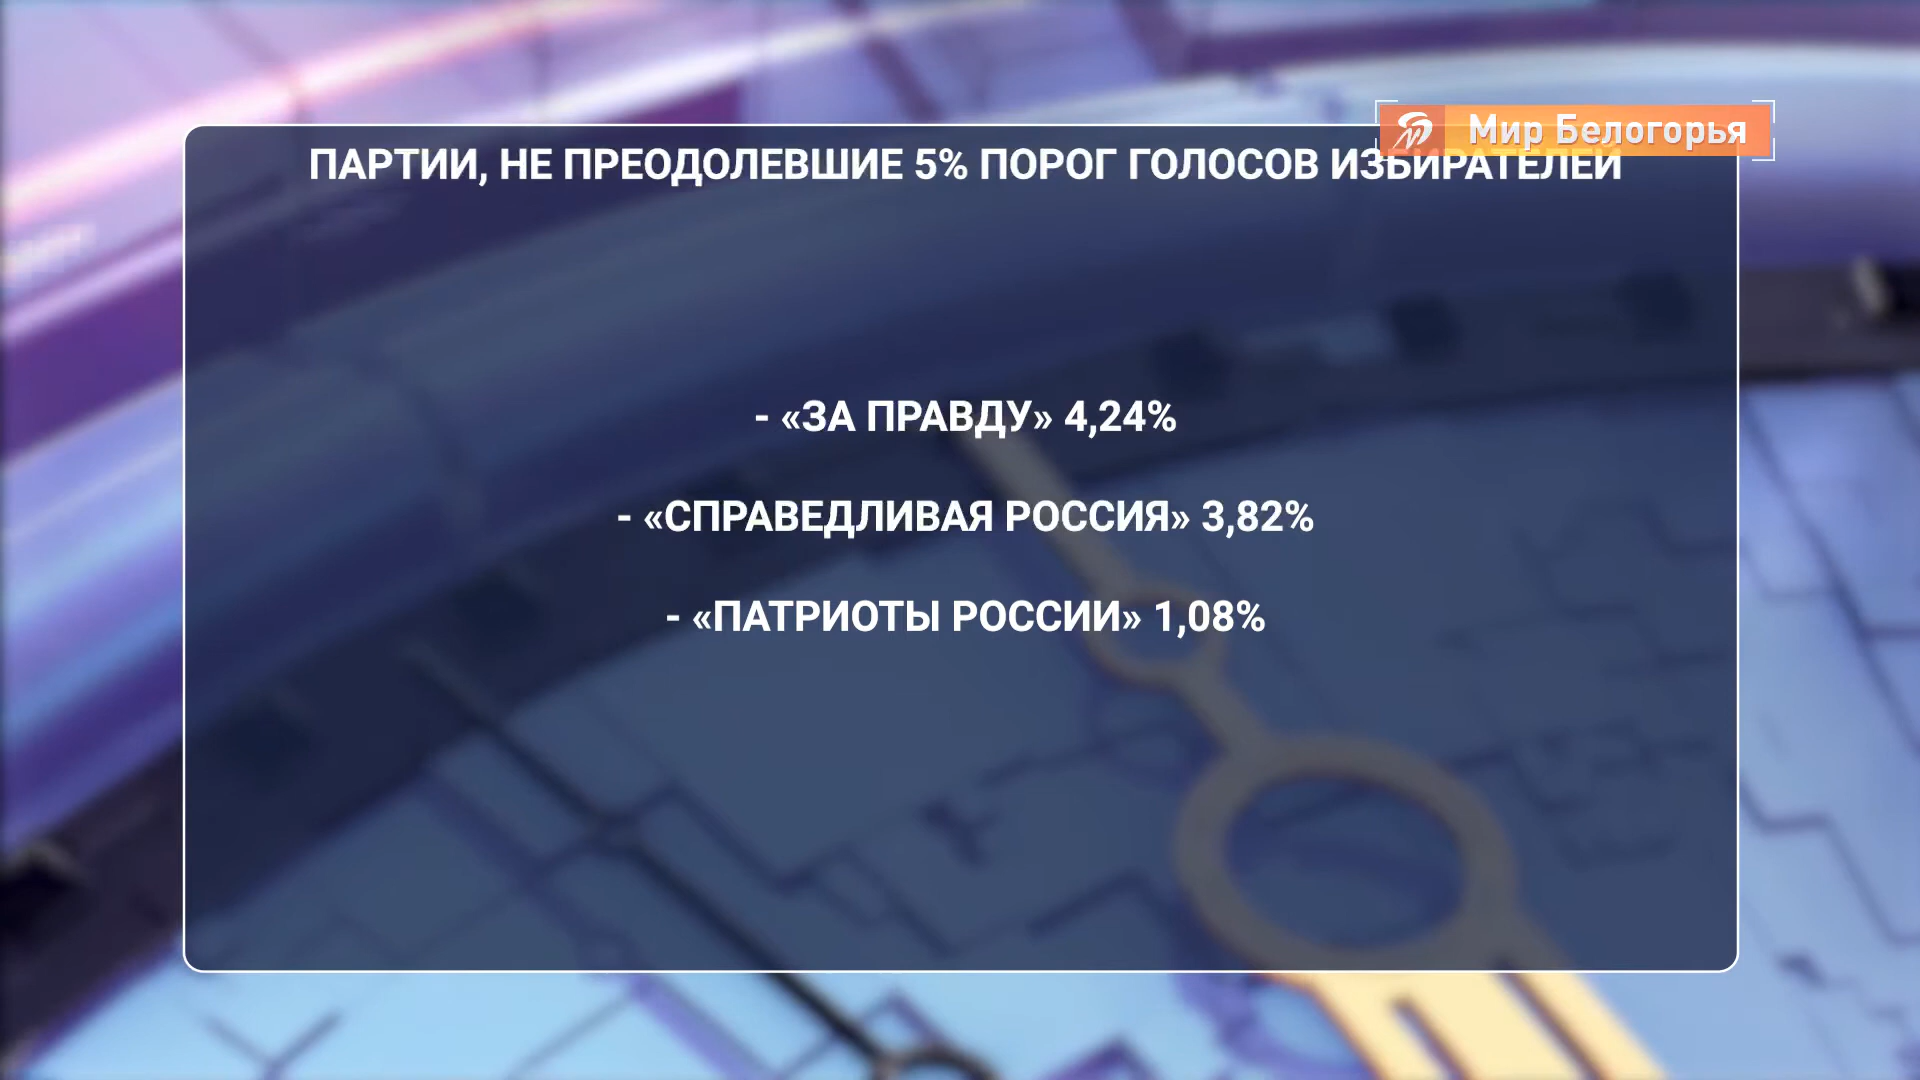 Мир Белогорья
ПАРТИИ, НЕ ПРЕОДОЛЕВШИЕ 5% ПОРОГ ГОЛОСОВ ИЗБИРАТЕЛЕЙ
- «ЗА ПРАВДУ» 4,24%
- «СПРАВЕДЛИВАЯ РОССИЯ» 3,82%
- «ПАТРИОТЫ РОССИИ» 1,08%